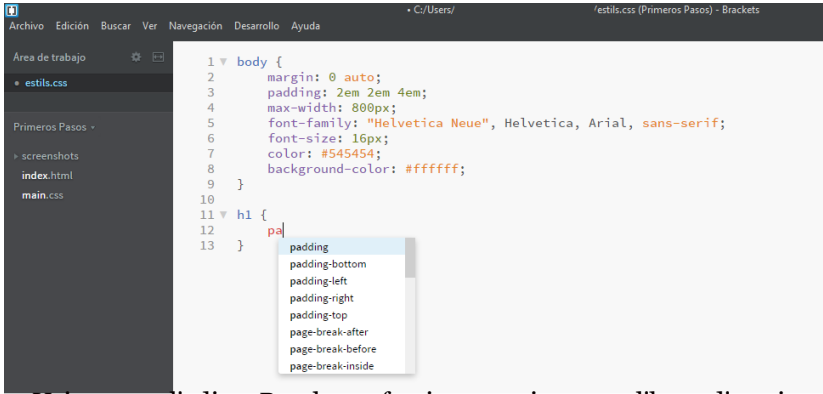 • C:/Users/ /estils.css (Primeros Pasos) - Brackets
Archivo Edición Buscar Ver Navegación Desarrollo Ayuda
Área de trabajo
• estils.css
Primeros Pasos
screenshots
index.html
main.css
1 body {
2 margin: 0 auto;
3 padding: 2em 2em 4em;
4 max-width: 800px;
5 font-family: "Helvetica Neue", Helvetica, Arial, sans-serif;
6 font-size: 16px;
7 color: #545454;
8 background-color: #ffffff;
9 }
10
11 h1 {
12 pa
13 }
padding
padding-bottom
padding-left
padding-right
padding-top
page-break-after
page-break-before
page-break-inside